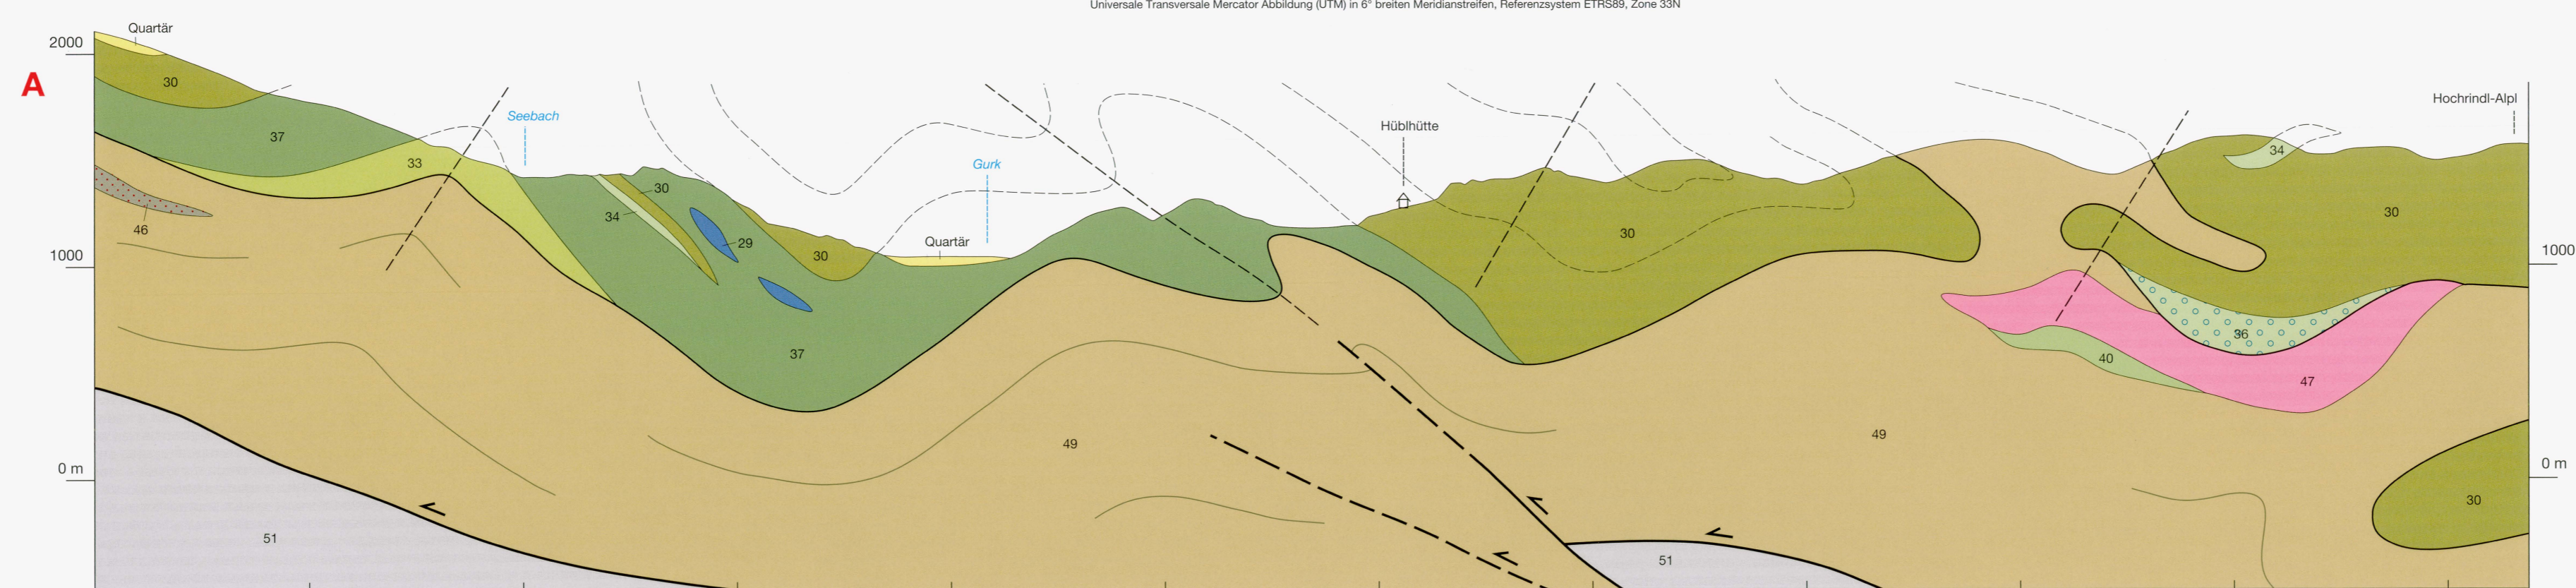 Universale Transversale Mercator Abbildung (UTM) in 6° breiten Meridianstreifen, Referenzsystem ETRS89, Zone 33N
A
2000
1000
0 m
Quartär
30
37
33
46
51
Seebach
34
30
29
30
37
Quartär
Gurk
49
Hüblhütte
30
49
51
34
30
36
40
47
30
Hochrindl-Alpl
1000
0 m